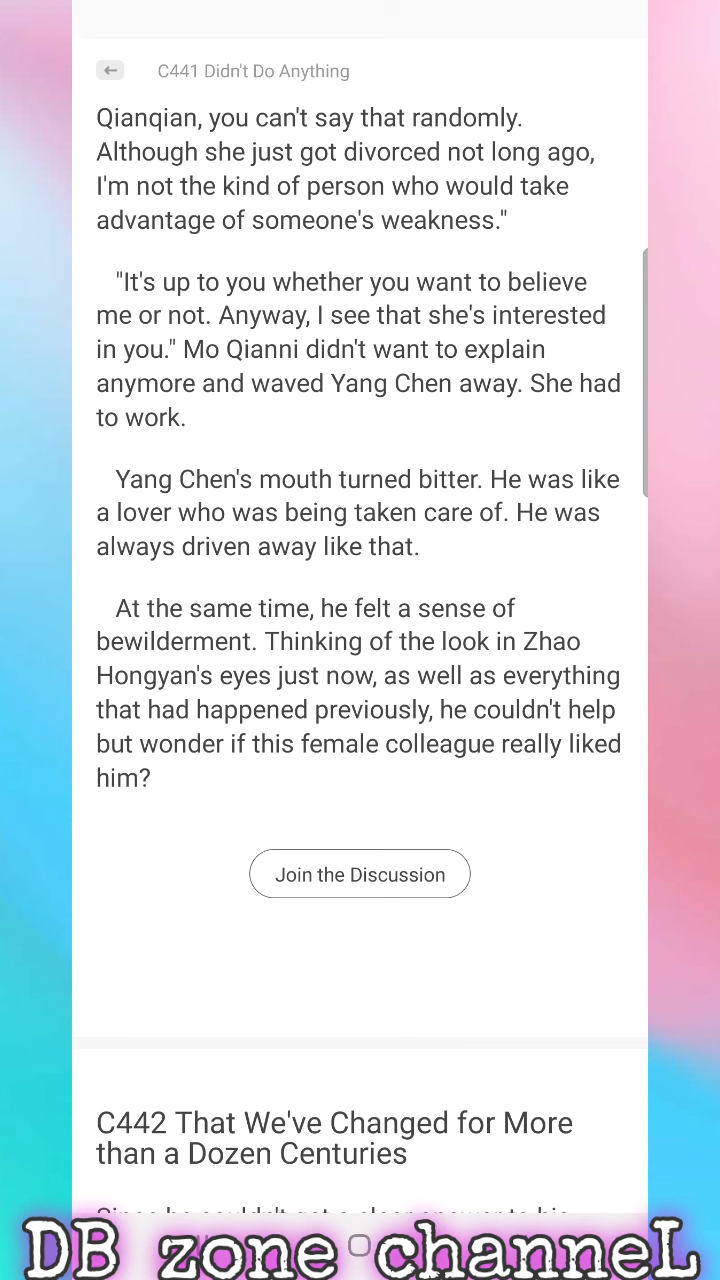 C441 Didn't Do Anything
Qianqian, you can't say that randomly.
Although she just got divorced not long ago,
I'm not the kind of person who would take
advantage of someone's weakness."
"It's up to you whether you want to believe
me or not. Anyway, I see that she's interested
in you." Mo Qianni didn't want to explain
anymore and waved Yang Chen away. She had
to work.
Yang Chen's mouth turned bitter. He was like
a lover who was being taken care of. He was
always driven away like that.
At the same time, he felt a sense of
bewilderment. Thinking of the look in Zhao
Hongyan's eyes just now, as well as everything
that had happened previously, he couldn't help
but wonder if this female colleague really liked
him?
Join the Discussion
C442 That We've Changed for More
than a Dozen Centuries
DB zone channeL